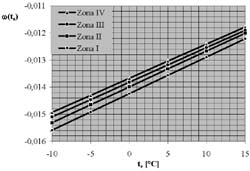 ω(tₑ)
-0,011
Zona IV
Zona III
Zona II
Zona I
-0,012
-0,013
-0,014
-0,015
-0,016
-10 -5 0 5 10 15
tₑ [°C]